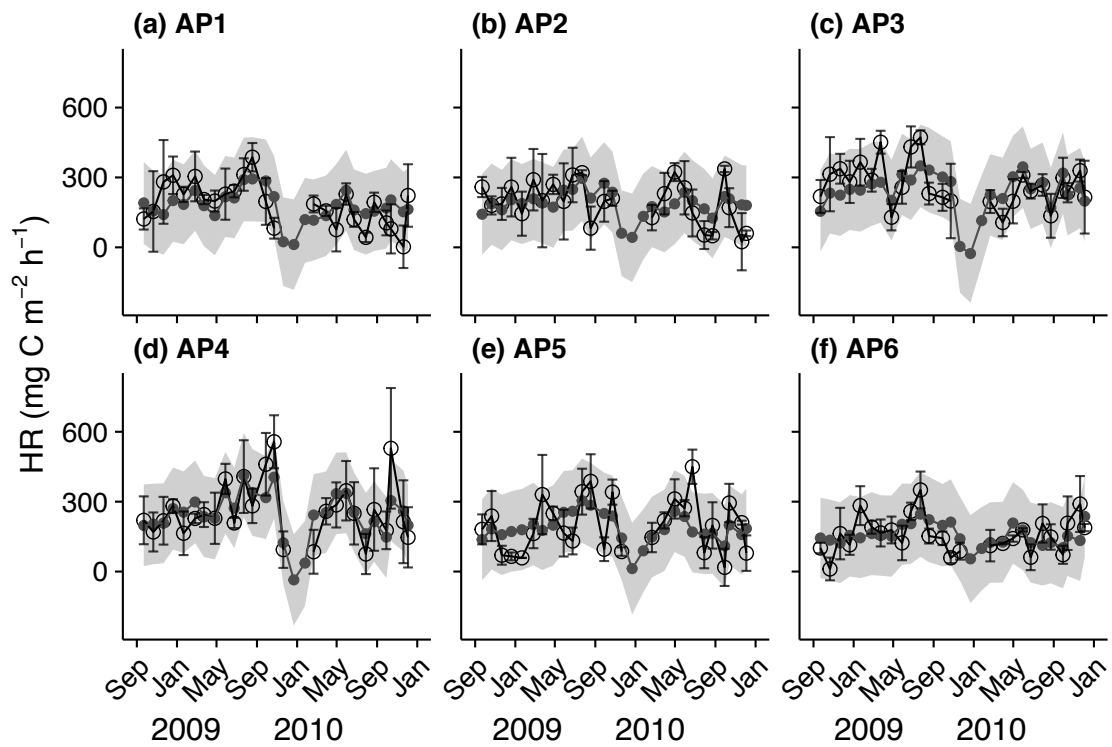 (a) AP1 (b) AP2 (c) AP3
600
300
0
(d) AP4 (e) AP5 (f) AP6
600
300
0
HR (mg C m⁻² h⁻¹)
Sep Jan May Sep Jan May Sep Jan Sep Jan May Sep Jan May Sep Jan Sep Jan May Sep Jan May Sep Jan
2009 2010 2009 2010 2009 2010